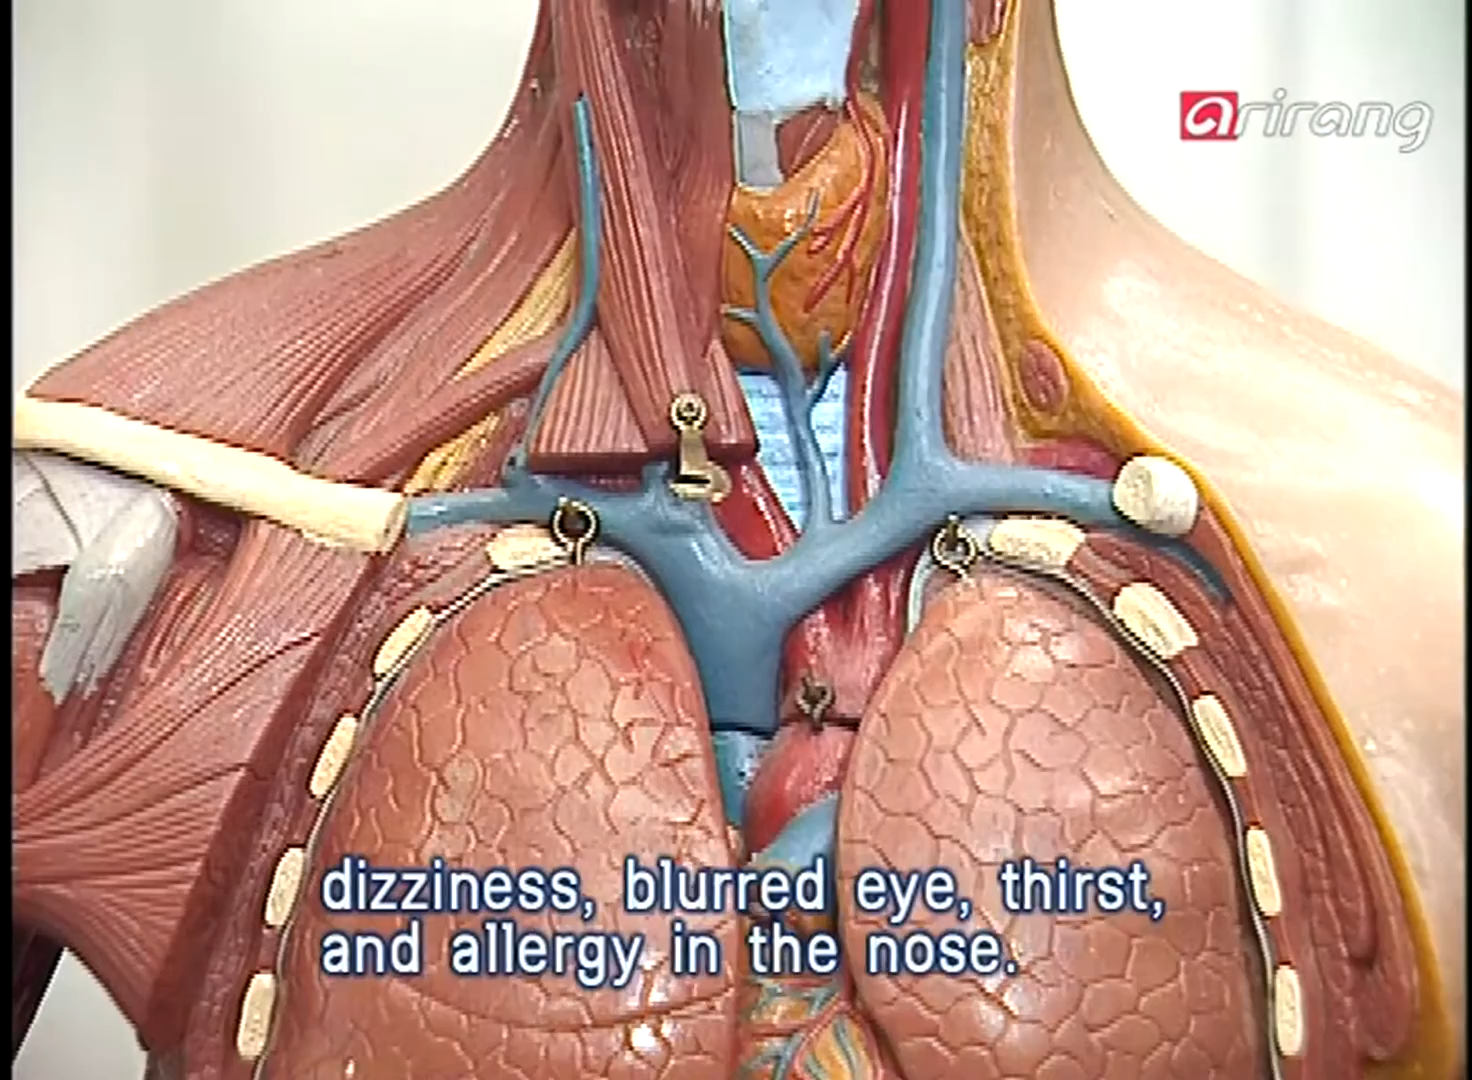 arirang
dizziness, blurred eye, thirst,
and allergy in the nose.